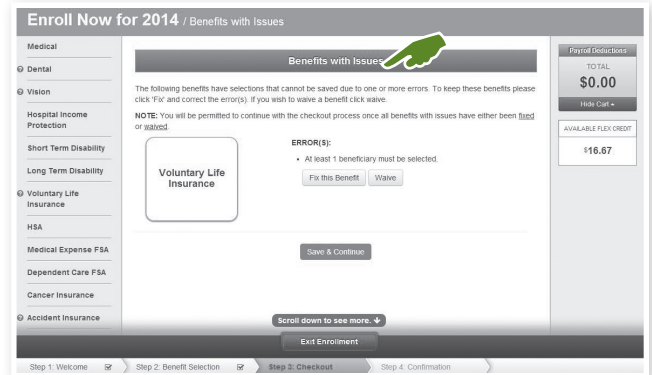 Enroll Now for 2014 / Benefits with Issues
Medical
Dental
Vision
Hospital Income
Protection
Short Term Disability
Long Term Disability
Voluntary Life
Insurance
HSA
Medical Expense FSA
Dependent Care FSA
Cancer Insurance
Accident Insurance
Benefits with Issues
The following benefits have selections that cannot be saved due to one or more errors. To keep these benefits please
click 'Fix' and correct the error(s). If you wish to waive a benefit click waive.
NOTE: You will be permitted to continue with the checkout process once all benefits with issues have either been fixed
or waived.
Voluntary Life
Insurance
ERROR(S):
• At least 1 beneficiary must be selected.
Fix this Benefit Waive
Save & Continue
Scroll down to see more.
Exit Enrollment
Payroll Deductions
TOTAL
$0.00
Hide Cart
AVAILABLE FLEX CREDIT
$16.67
Step 1: Welcome Step 2: Benefit Selection Step 3: Checkout Step 4: Confirmation